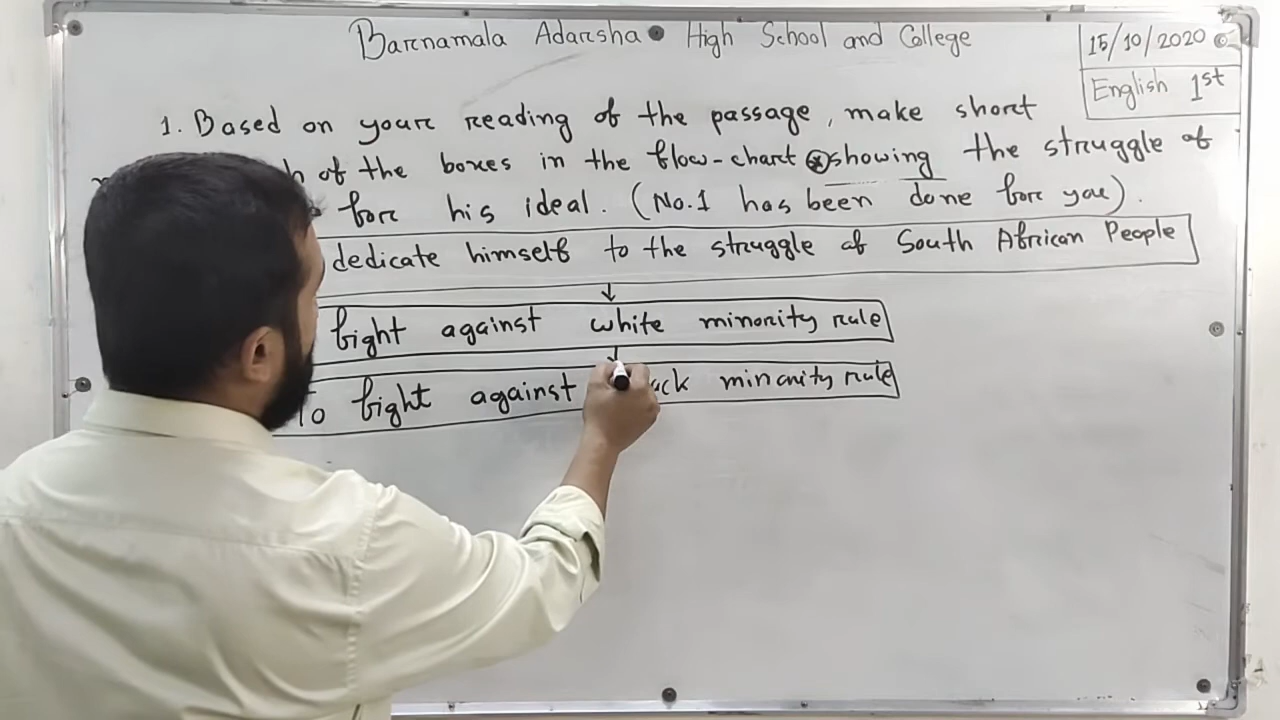 Barnamala Adarsha High School and College
15/10/2020
English 1st
1. Based on your reading of the passage, make short
of the boxes in the flow-chart showing the struggle of
for his ideal. (No.1 has been done for you).
dedicate himself to the struggle of South African People
fight against white minority rule
To fight against ack minority rule